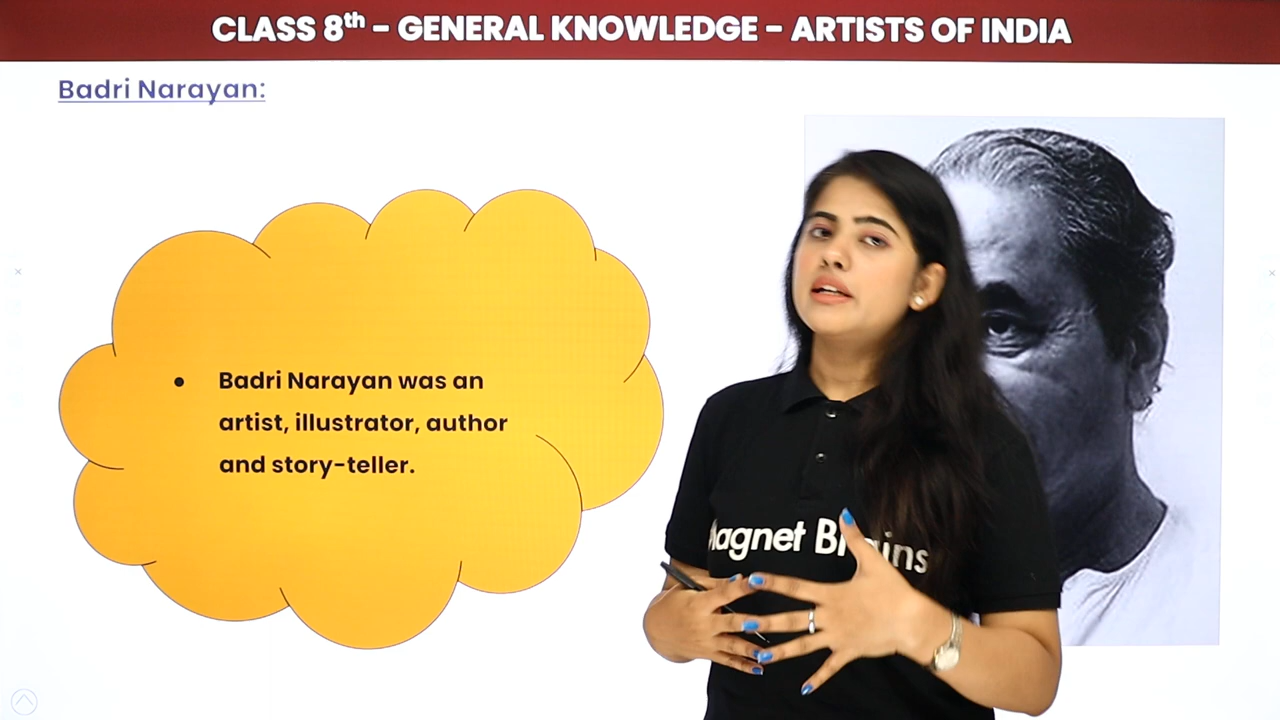 CLASS 8th – GENERAL KNOWLEDGE – ARTISTS OF INDIA
Badri Narayan:
• Badri Narayan was an
artist, illustrator, author
and story-teller.
Magnet Brains